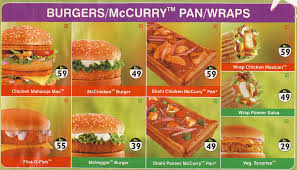 BURGERS/McCURRY™ PAN/WRAPS
59
Chicken Maharaja Mac™
49
McChicken™ Burger
59
Shahi Chicken McCurry™ Pan*
59
Wrap Chicken Mexican™
49
Wrap Paneer Salsa
55
Filet-O-Fish™
39
McVeggie™ Burger
49
Shahi Paneer McCurry™ Pan*
29
Veg. Surprise™